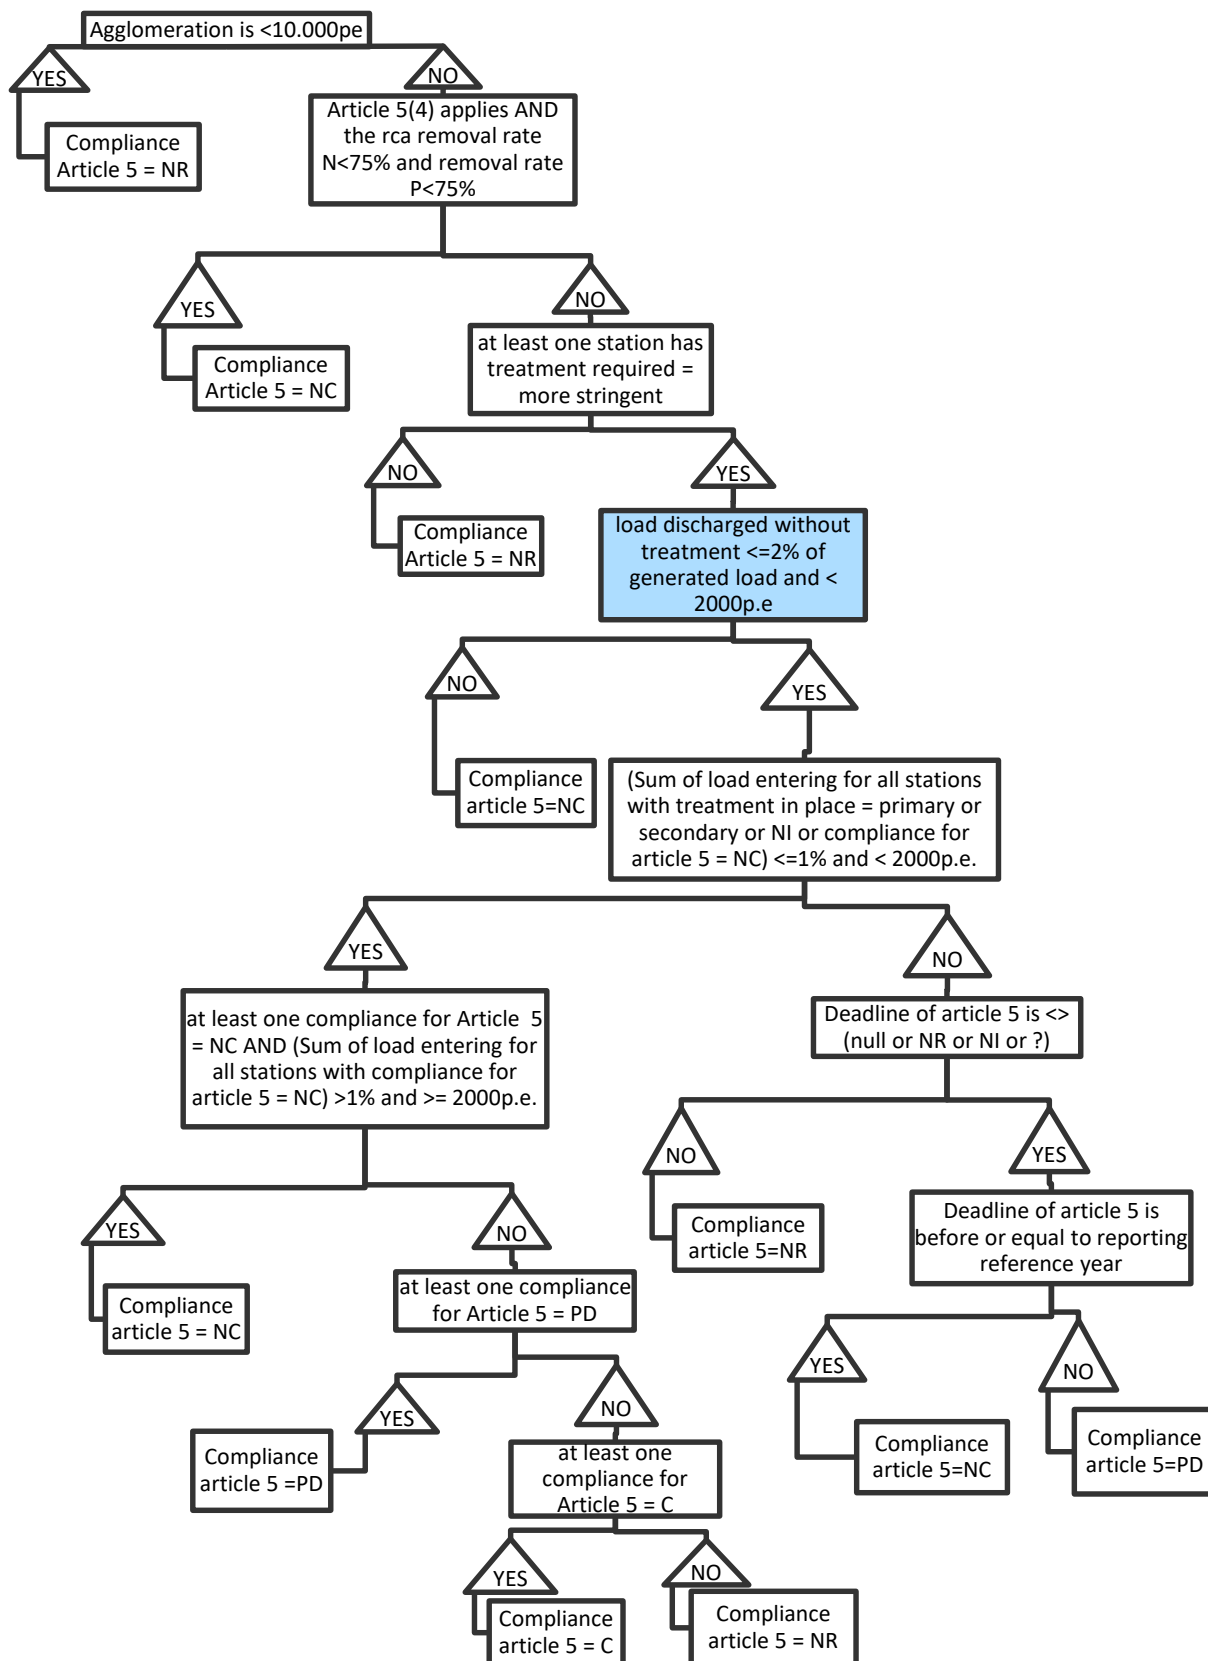 Agglomeration is <10.000pe
YES
NO
Compliance
Article 5 = NR
Article 5(4) applies AND
the rca removal rate
N<75% and removal rate
P<75%
YES
NO
Compliance
Article 5 = NC
at least one station has
treatment required =
more stringent
NO
YES
Compliance
Article 5 = NR
load discharged without
treatment <=2% of
generated load and <
2000p.e
NO
YES
Compliance
article 5=NC
(Sum of load entering for all stations
with treatment in place = primary or
secondary or NI or compliance for
article 5 = NC) <=1% and < 2000p.e.
YES
NO
at least one compliance for Article  5
= NC AND (Sum of load entering for
all stations with compliance for
article 5 = NC) >1% and >= 2000p.e.
Deadline of article 5 is <>
(null or NR or NI or ?)
NO
YES
YES
NO
Compliance
article 5=NR
Deadline of article 5 is
before or equal to reporting
reference year
Compliance
article 5 = NC
at least one compliance
for Article 5 = PD
YES
NO
YES
NO
Compliance
article 5 =PD
at least one
compliance for
Article 5 = C
Compliance
article 5=NC
Compliance
article 5=PD
YES
NO
Compliance
article 5 = C
Compliance
article 5 = NR